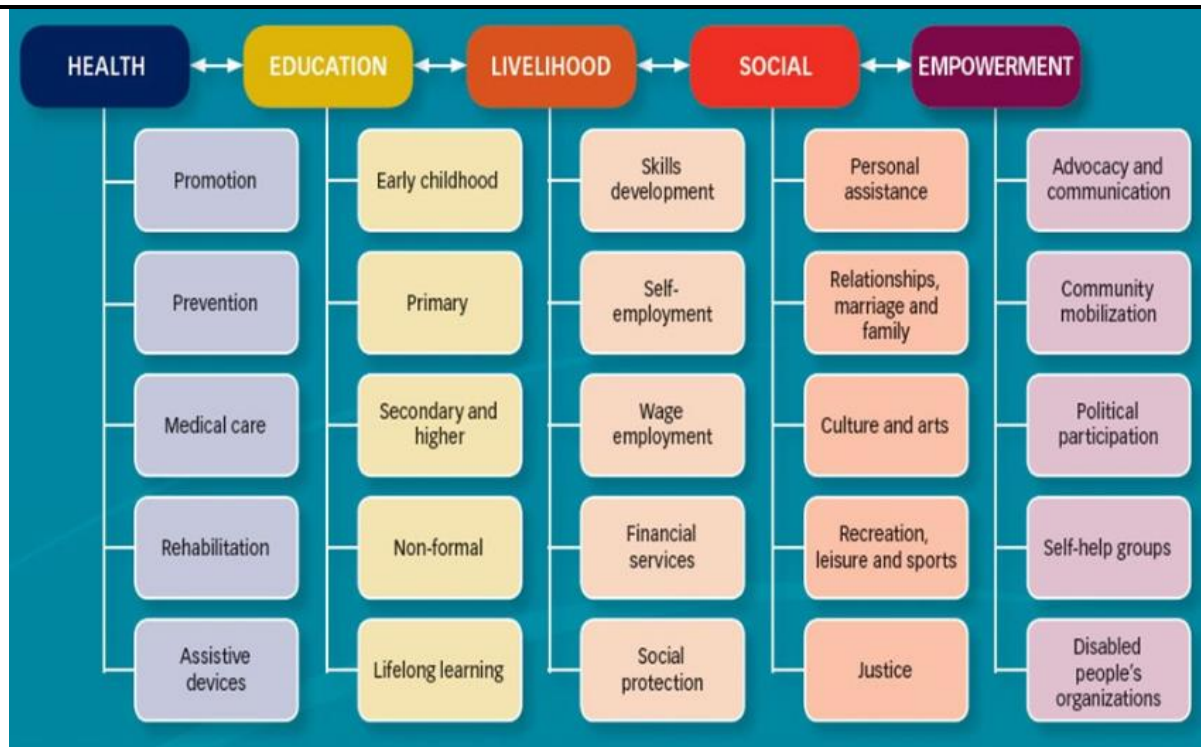 HEALTH
EDUCATION
LIVELIHOOD
SOCIAL
EMPOWERMENT
Promotion
Prevention
Medical care
Rehabilitation
Assistive
devices
Early childhood
Primary
Secondary and
higher
Non-formal
Lifelong learning
Skills
development
Self-
employment
Wage
employment
Financial
services
Social
protection
Personal
assistance
Relationships,
marriage and
family
Culture and arts
Recreation,
leisure and sports
Justice
Advocacy and
communication
Community
mobilization
Political
participation
Self-help groups
Disabled
people's
organizations